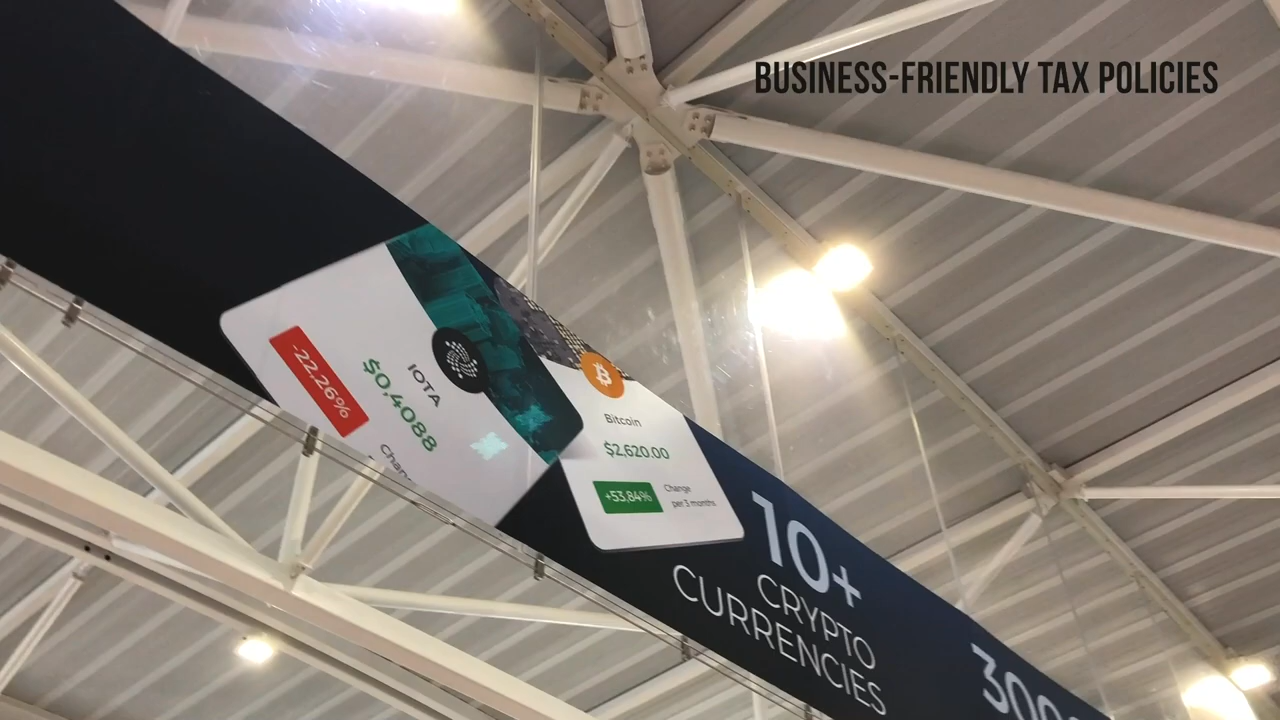 BUSINESS-FRIENDLY TAX POLICIES
-22,26%
$0,4088
IOTA
Bitcoin
$2,620.00
+53,84%
Change
per 3 months
10+
CRYPTO
CURRENCIES